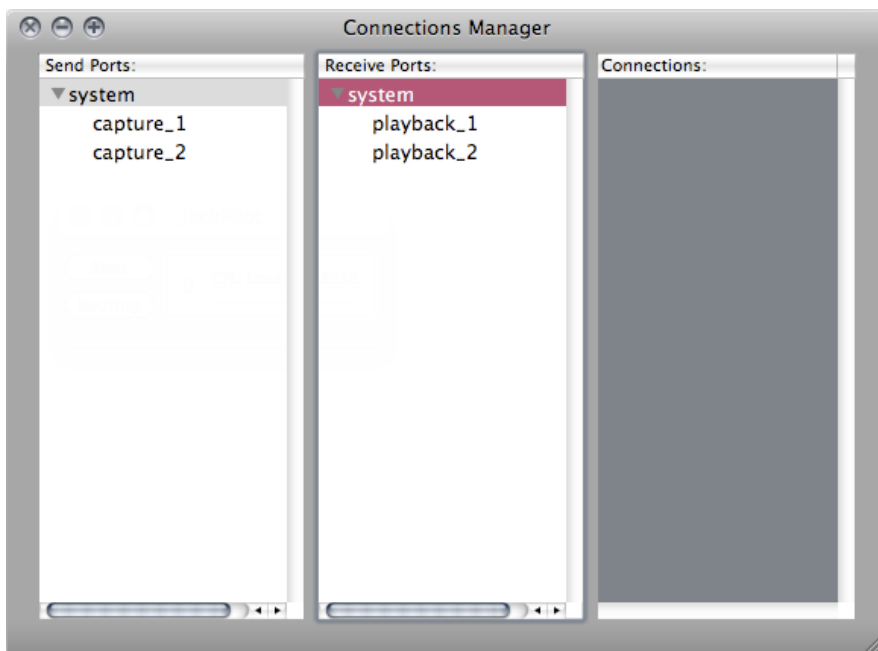 Connections Manager
Send Ports:
system
capture_1
capture_2
Receive Ports:
system
playback_1
playback_2
Connections: